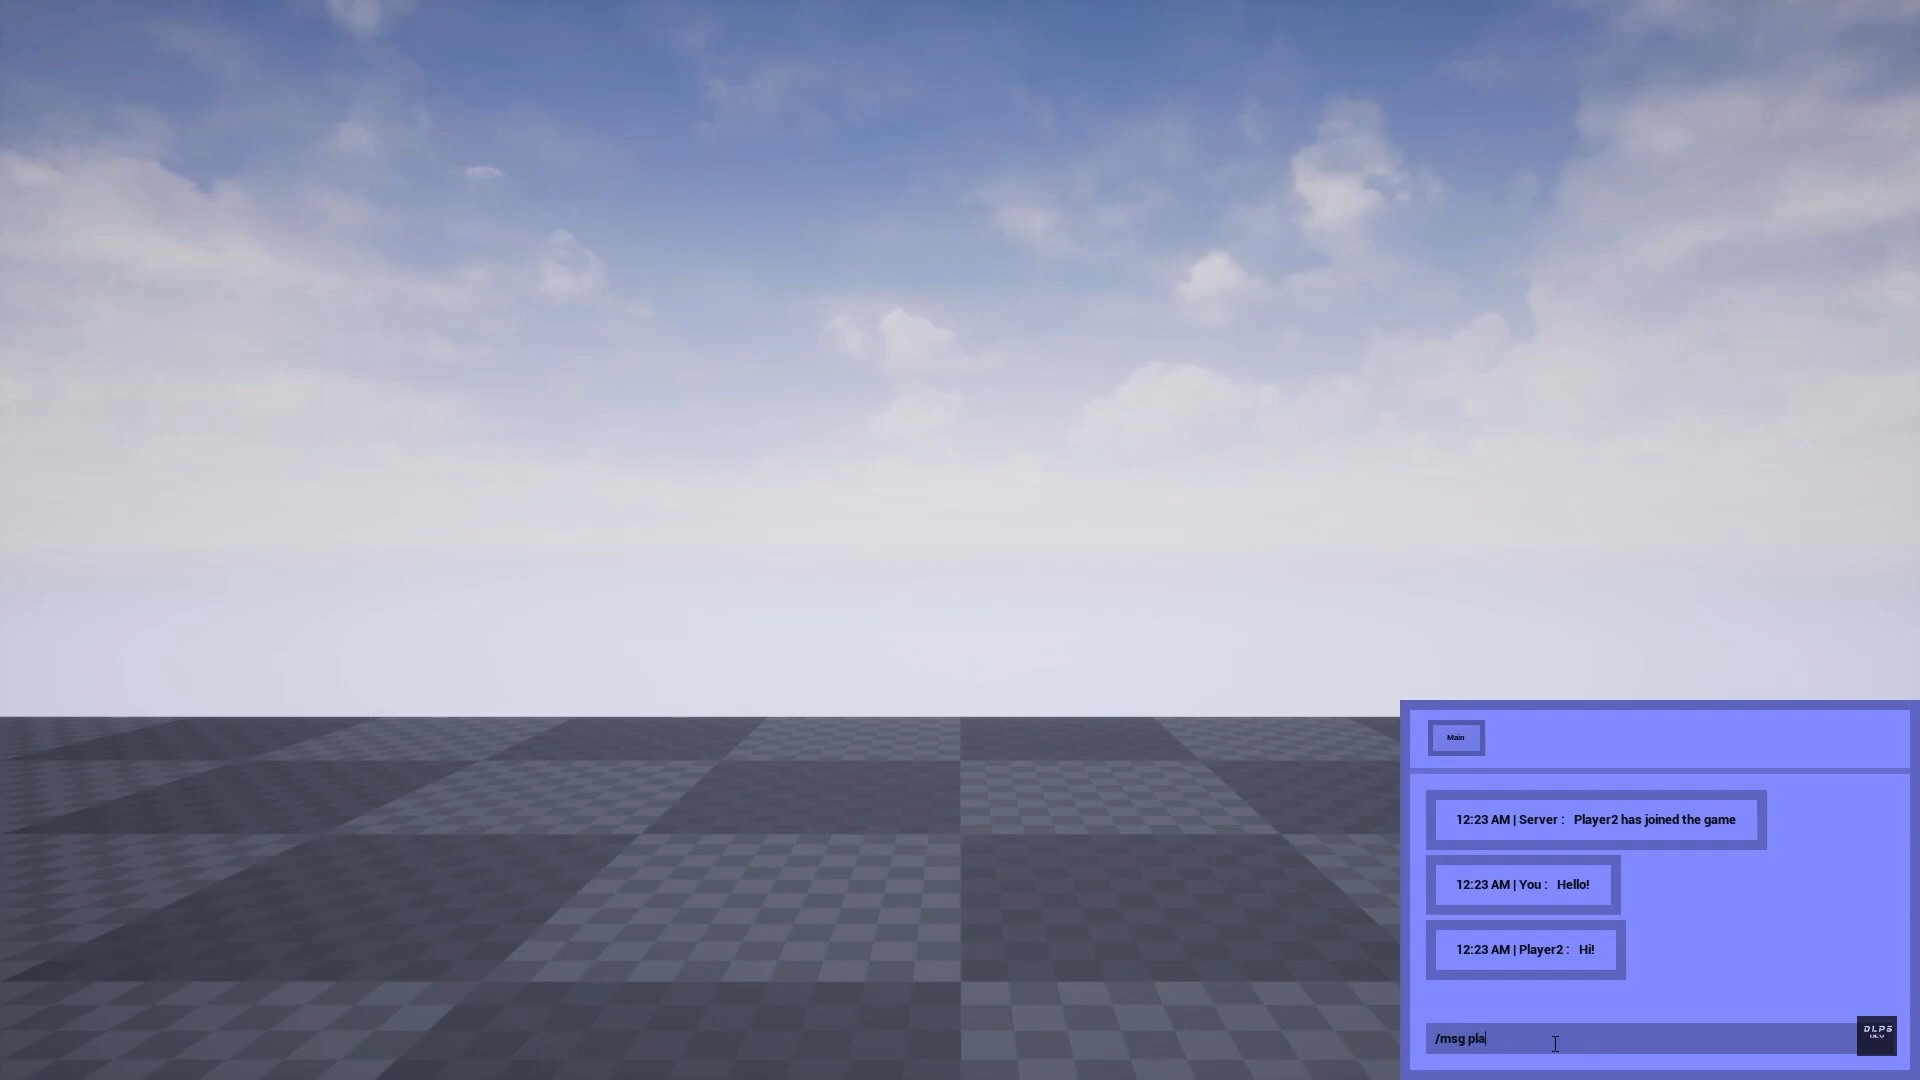 Main
12:23 AM | Server : Player2 has joined the game
12:23 AM | You : Hello!
12:23 AM | Player2 : Hi!
/msg pla
DLPS
DEV